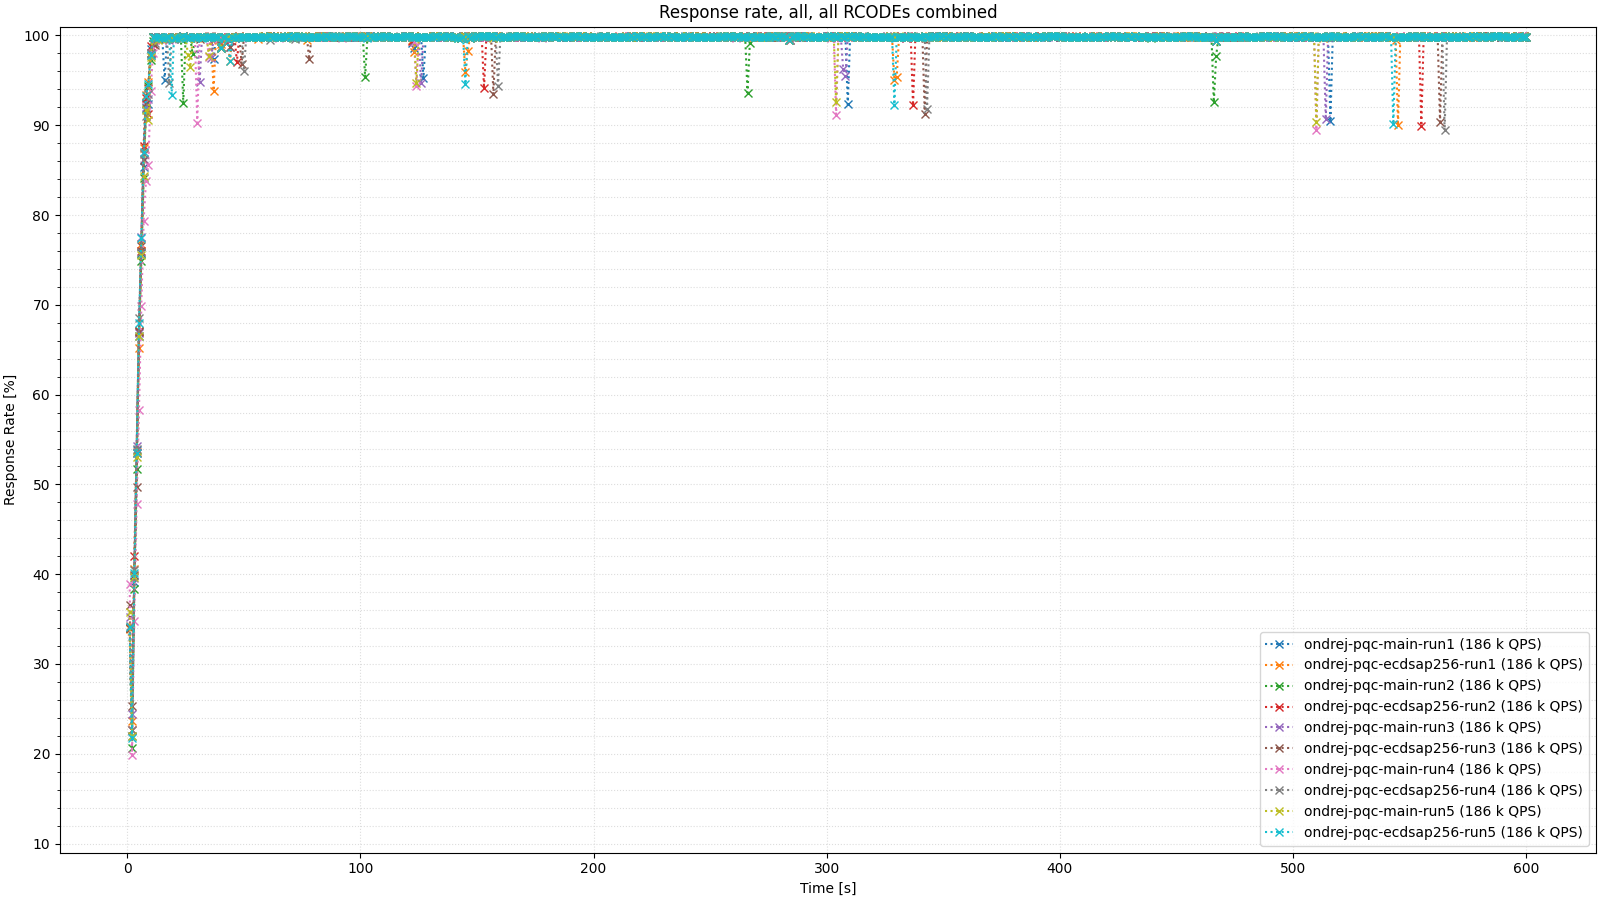 Response rate, all, all RCODEs combined
Response Rate [%]
100
90
80
70
60
50
40
30
20
10
0
100
200
300
400
500
600
Time [s]
ondrej-pqc-main-run1 (186 k QPS)
ondrej-pqc-ecdsap256-run1 (186 k QPS)
ondrej-pqc-main-run2 (186 k QPS)
ondrej-pqc-ecdsap256-run2 (186 k QPS)
ondrej-pqc-main-run3 (186 k QPS)
ondrej-pqc-ecdsap256-run3 (186 k QPS)
ondrej-pqc-main-run4 (186 k QPS)
ondrej-pqc-ecdsap256-run4 (186 k QPS)
ondrej-pqc-main-run5 (186 k QPS)
ondrej-pqc-ecdsap256-run5 (186 k QPS)